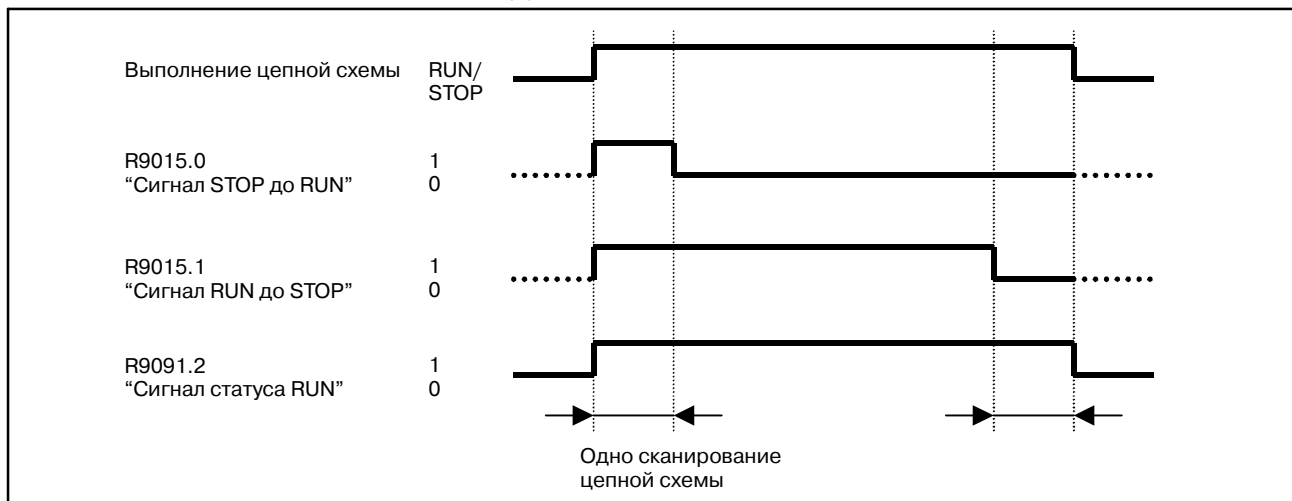 Выполнение цепной схемы RUN/
STOP
R9015.0 1
“Сигнал STOP до RUN” 0
R9015.1 1
“Сигнал RUN до STOP” 0
R9091.2 1
“Сигнал статуса RUN” 0
Одно сканирование
цепной схемы